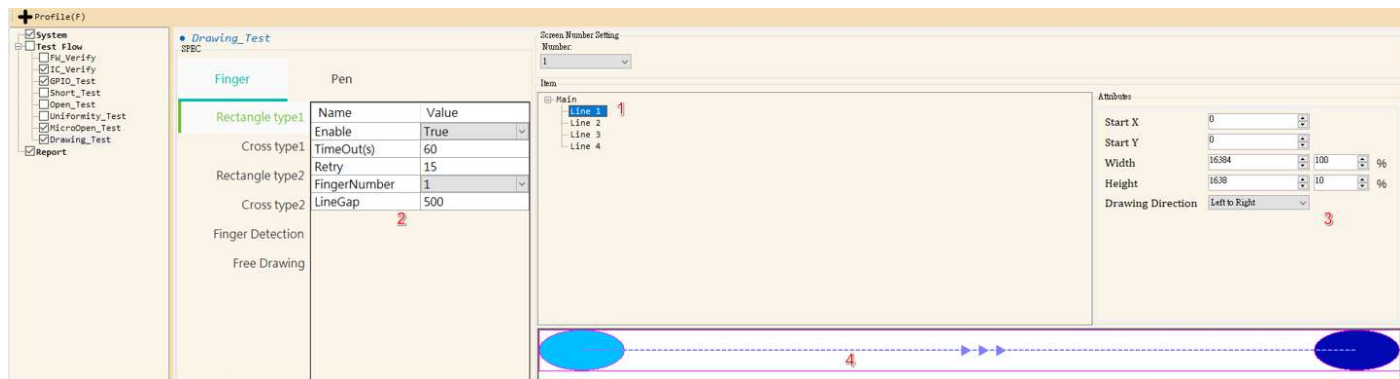 Profile(F)
System
Test Flow
FW_Verify
IC_Verify
GPIO_Test
Short_Test
Open_Test
Uniformity_Test
MicroOpen_Test
Drawing_Test
Report
Drawing_Test
SPEC
Finger
Pen
Rectangle type1
Cross type1
Rectangle type2
Cross type2
Finger Detection
Free Drawing
Name Value
Enable True
TimeOut(s) 60
Retry 15
FingerNumber 1
LineGap 500
2
Screen Number Setting
Number:
1
Item
Main
Line 1
Line 2
Line 3
Line 4
1
Attributes
Start X 0
Start Y 0
Width 16384 100 %
Height 1638 10 %
Drawing Direction Left to Right
3
4